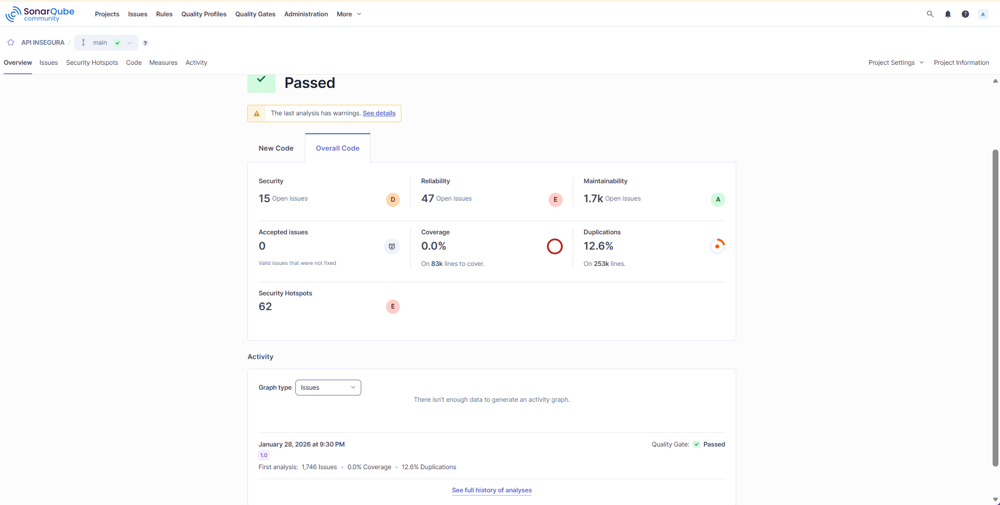 SonarQube
community
Projects Issues Rules Quality Profiles Quality Gates Administration More
A
API INSEGURA / main
Overview Issues Security Hotspots Code Measures Activity
Project Settings Project Information
Passed
The last analysis has warnings. See details
New Code Overall Code
Security Reliability Maintainability
15 Open issues D 47 Open issues E 1.7k Open issues A
Accepted issues Coverage Duplications
0 0.0% 12.6%
Valid issues that were not fixed On 83k lines to cover. On 253k lines.
Security Hotspots
62 E
Activity
Graph type Issues
There isn't enough data to generate an activity graph.
January 28, 2026 at 9:30 PM Quality Gate: Passed
1.0
First analysis: 1,746 Issues • 0.0% Coverage • 12.6% Duplications
See full history of analyses